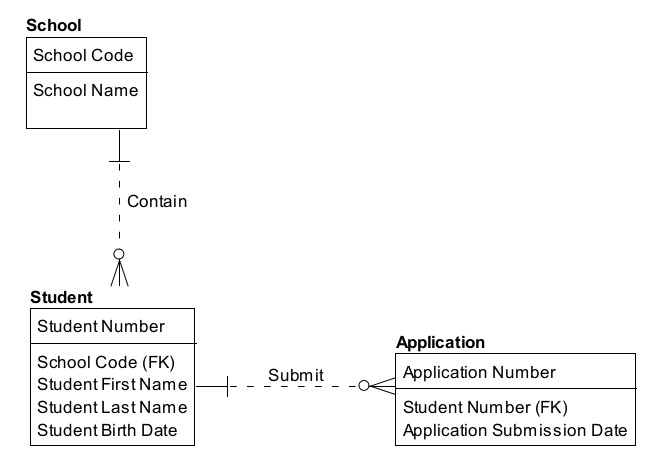 School
School Code
School Name
Contain
Student
Student Number
School Code (FK)
Student First Name
Student Last Name
Student Birth Date
Submit
Application
Application Number
Student Number (FK)
Application Submission Date